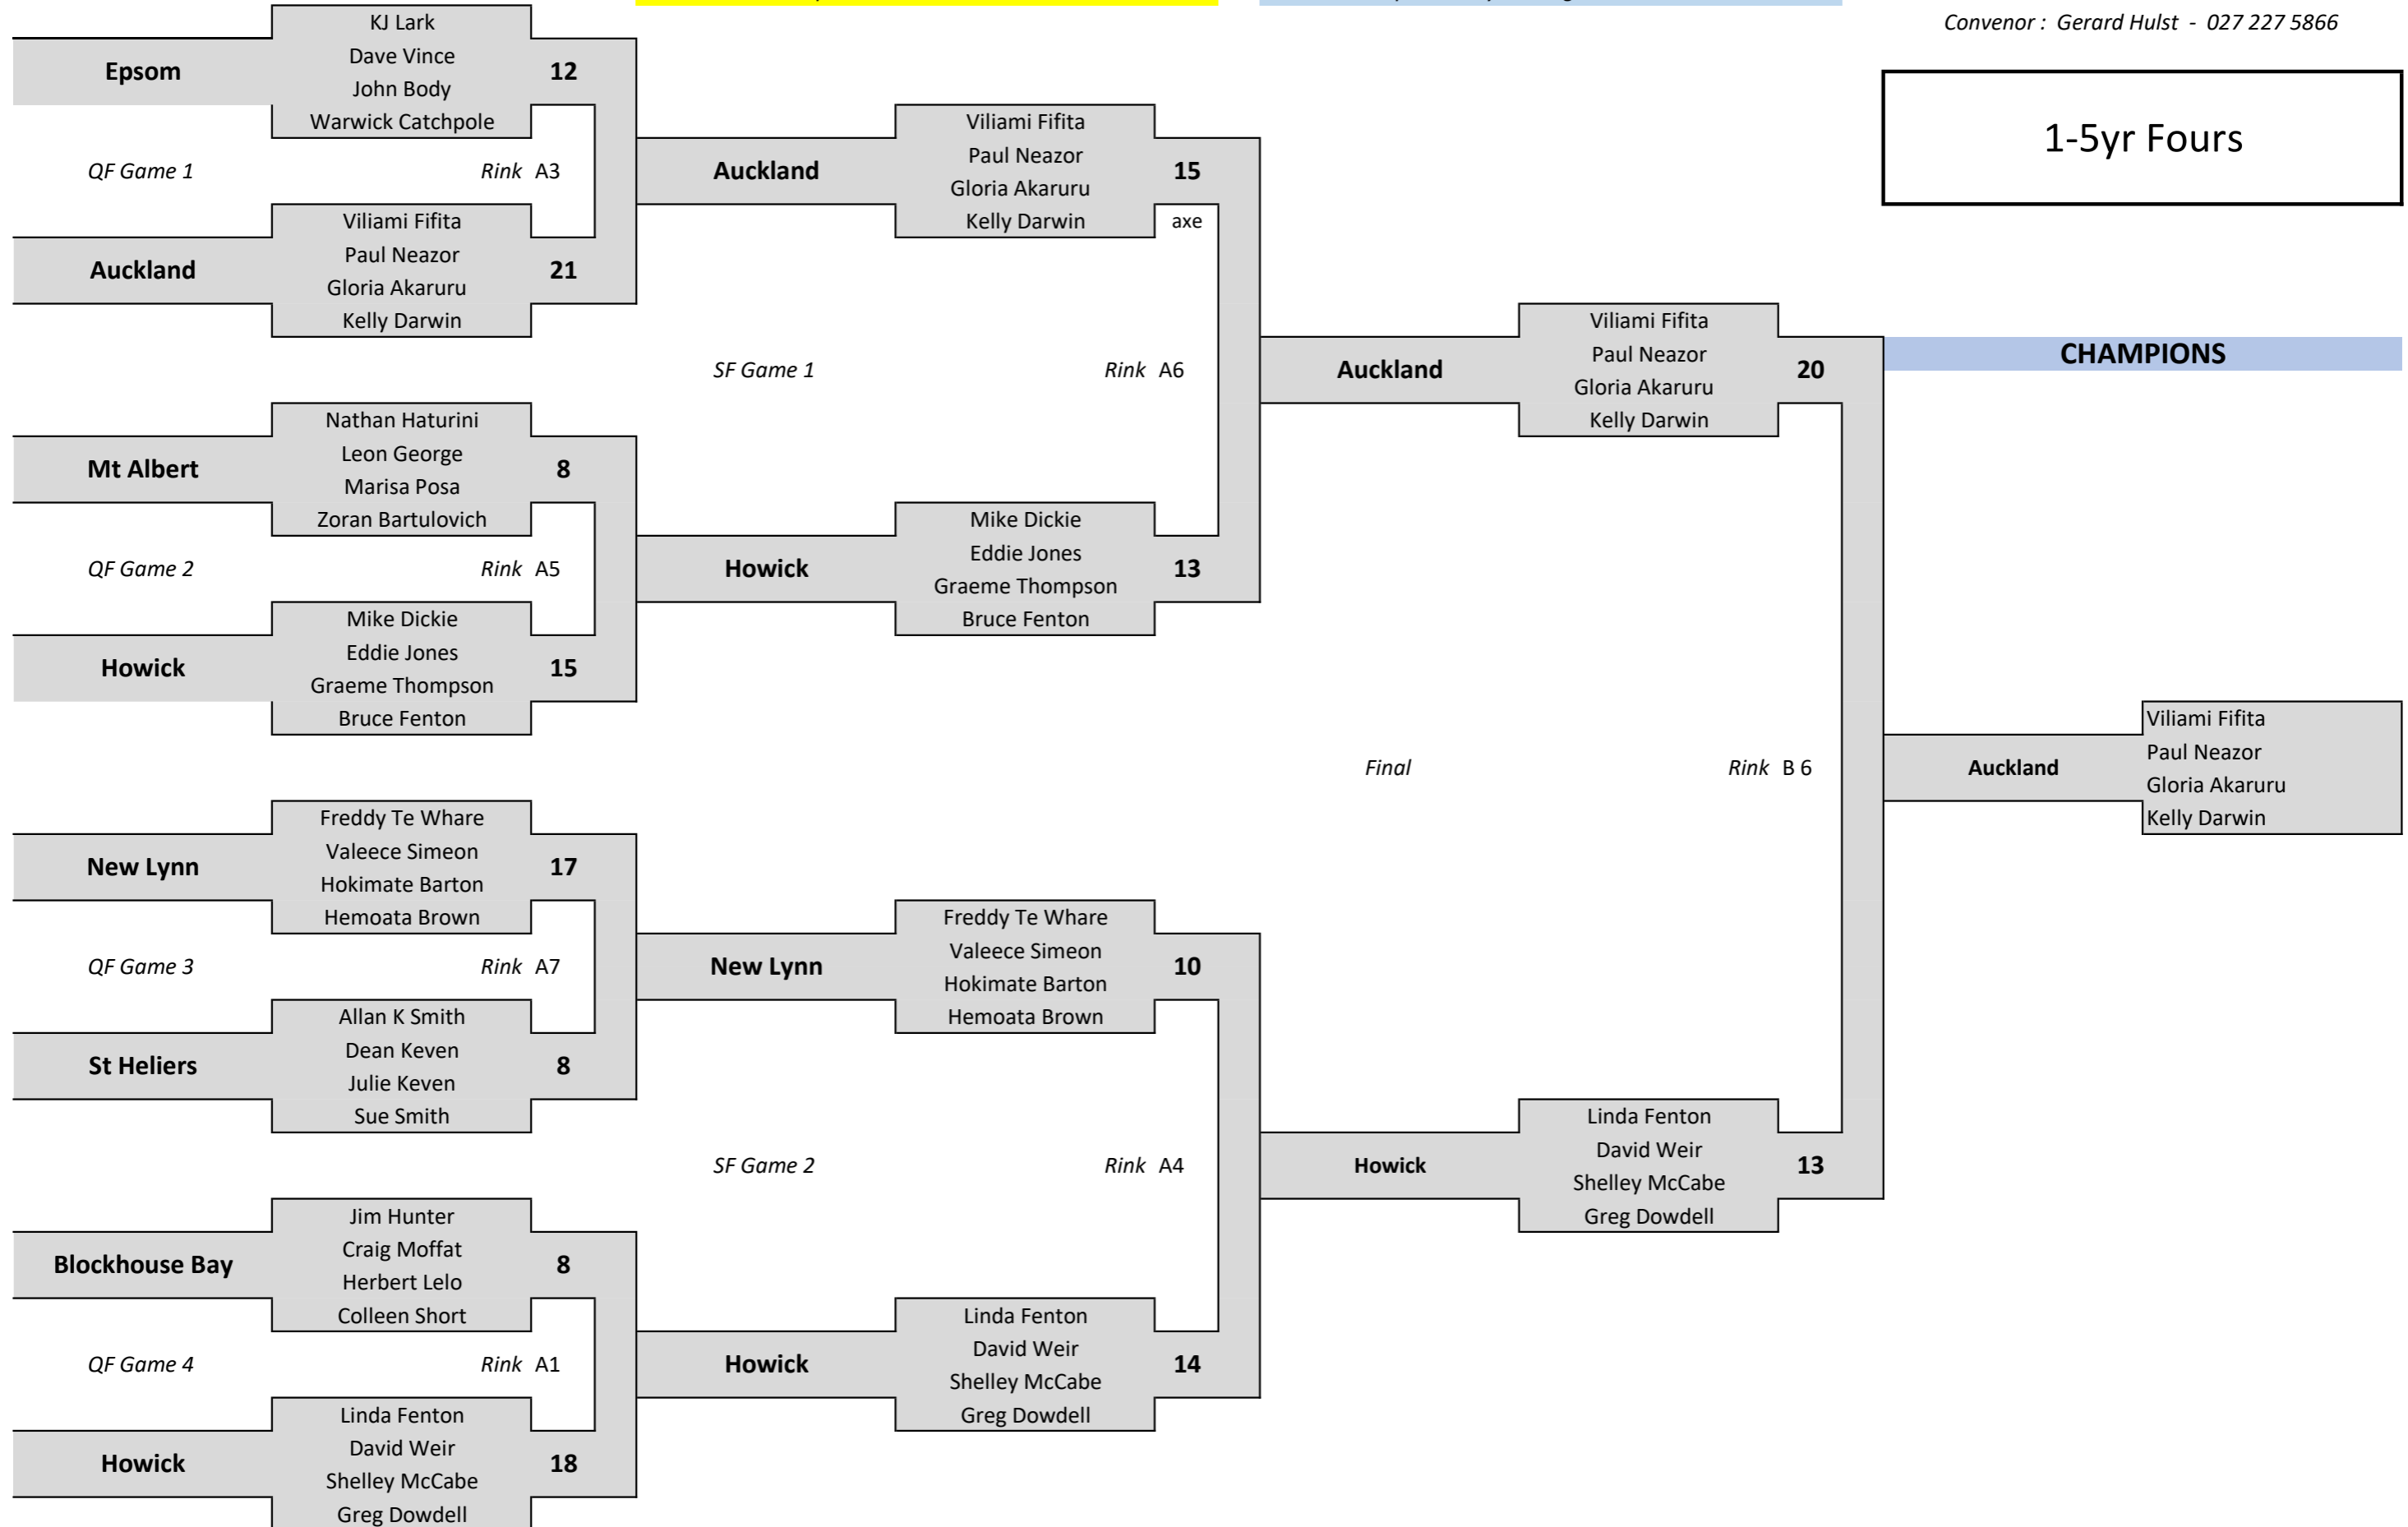 Convenor : Gerard Hulst - 027 227 5866
1-5yr Fours
KJ Lark
Dave Vince
Epsom 12
John Body
Warwick Catchpole
QF Game 1 Rink A3
Viliami Fifita
Paul Neazor
Auckland 21
Gloria Akaruru
Kelly Darwin
Nathan Haturini
Leon George
Mt Albert 8
Marisa Posa
Zoran Bartulovich
QF Game 2 Rink A5
Mike Dickie
Eddie Jones
Howick 15
Graeme Thompson
Bruce Fenton
Freddy Te Whare
Valeece Simeon
New Lynn 17
Hokimate Barton
Hemoata Brown
QF Game 3 Rink A7
Allan K Smith
Dean Keven
St Heliers 8
Julie Keven
Sue Smith
Jim Hunter
Craig Moffat
Blockhouse Bay 8
Herbert Lelo
Colleen Short
QF Game 4 Rink A1
Linda Fenton
David Weir
Howick 18
Shelley McCabe
Greg Dowdell
Viliami Fifita
Paul Neazor
Auckland 15
Gloria Akaruru
Kelly Darwin axe
SF Game 1 Rink A6
Mike Dickie
Eddie Jones
Howick 13
Graeme Thompson
Bruce Fenton
Freddy Te Whare
Valeece Simeon
New Lynn 10
Hokimate Barton
Hemoata Brown
SF Game 2 Rink A4
Linda Fenton
David Weir
Howick 14
Shelley McCabe
Greg Dowdell
Viliami Fifita
Paul Neazor
Auckland 20
Gloria Akaruru
Kelly Darwin
Final Rink B 6
Linda Fenton
David Weir
Howick 13
Shelley McCabe
Greg Dowdell
CHAMPIONS
Viliami Fifita
Paul Neazor
Auckland
Gloria Akaruru
Kelly Darwin